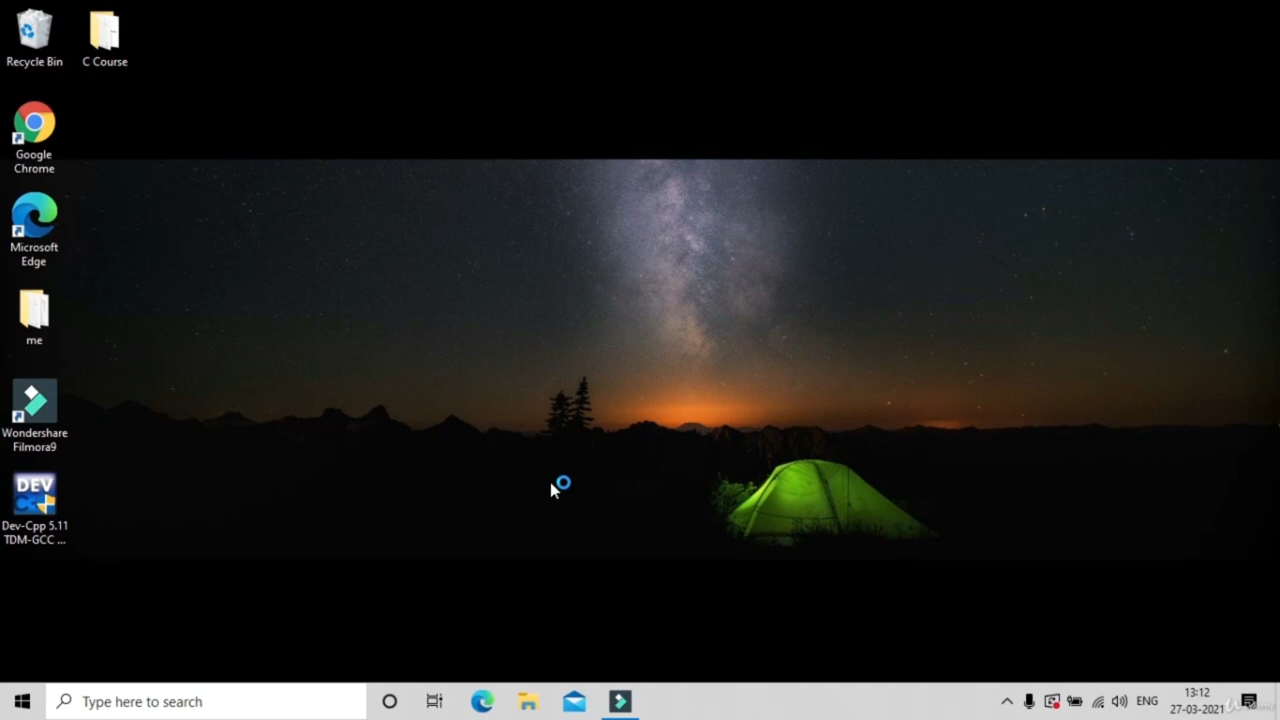 Recycle Bin
C Course
Google
Chrome
Microsoft
Edge
me
Wondershare
Filmora9
DEV
Dev-Cpp 5.11
TDM-GCC ...
Type here to search
ENG
13:12
27-03-2021